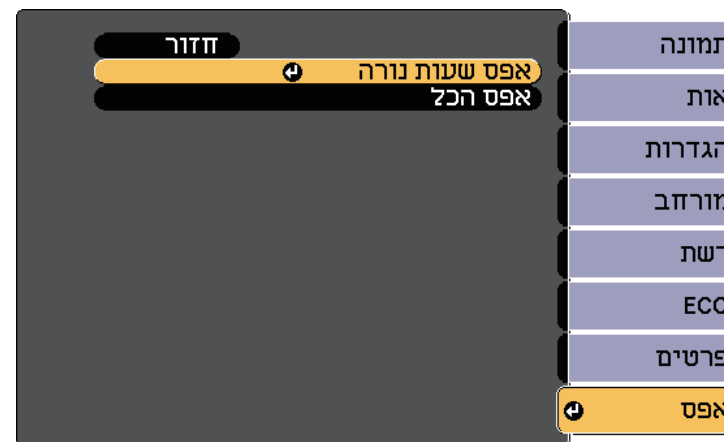 חזור
אפס שעות נורה
אפס הכל
תמונה
אות
הגדרות
מורחב
רשת
ECO
פרטים
אפס